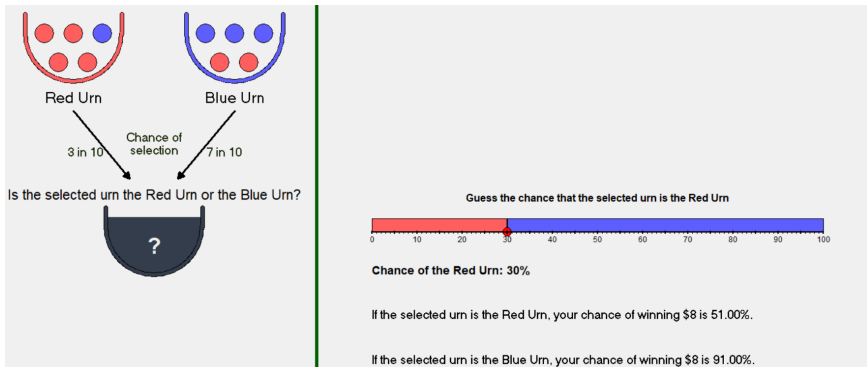 Red Urn
Blue Urn
Chance of
selection
3 in 10
7 in 10
Is the selected urn the Red Urn or the Blue Urn?
?
Guess the chance that the selected urn is the Red Urn
0 10 20 30 40 50 60 70 80 90 100
Chance of the Red Urn: 30%
If the selected urn is the Red Urn, your chance of winning $8 is 51.00%.
If the selected urn is the Blue Urn, your chance of winning $8 is 91.00%.